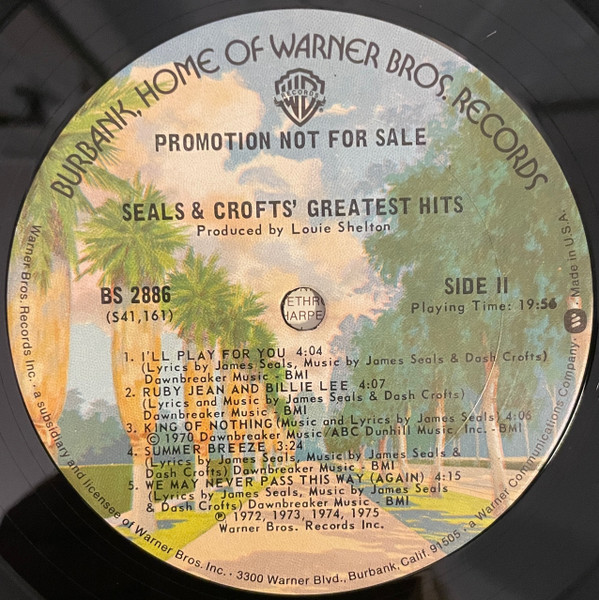 BURBANK, HOME OF WARNER BROS. RECORDS
WB
RECORDS
PROMOTION NOT FOR SALE
SEALS & CROFTS' GREATEST HITS
Produced by Louie Shelton
BS 2886
(S41,161)
SIDE II
Playing Time: 19:56
1. I'LL PLAY FOR YOU 4:04
(Lyrics by James Seals, Music by James Seals & Dash Crofts)
Dawnbreaker Music - BMI
2. RUBY JEAN AND BILLIE LEE 4:07
(Lyrics and Music by James Seals & Dash Crofts)
Dawnbreaker Music - BMI
3. KING OF NOTHING (Music and Lyrics by James Seals) 4:06
© 1970 Dawnbreaker Music/ABC Dunhill Music, Inc. - BMI
4. SUMMER BREEZE 3:24
(Lyrics by James Seals, Music by James Seals &
Dash Crofts) Dawnbreaker Music - BMI
5. WE MAY NEVER PASS THIS WAY (AGAIN) 4:15
(Lyrics by James Seals, Music by James Seals
& Dash Crofts) Dawnbreaker Music - BMI
℗ 1972, 1973, 1974, 1975
Warner Bros. Records Inc.
Warner Bros. Records Inc. · a subsidiary and licensee of Warner Bros. Inc. · 3300 Warner Blvd., Burbank, Calif. 91505 · a Warner Communications Company · Made in U.S.A.